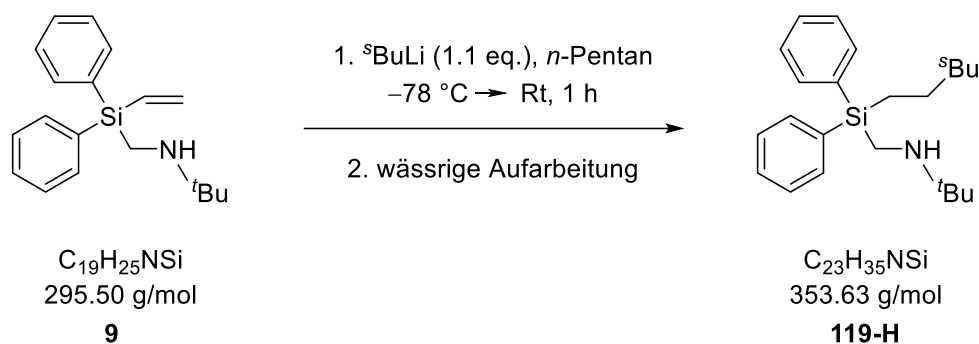 1. ˢBuLi (1.1 eq.), n-Pentan
–78 °C → Rt, 1 h
2. wässrige Aufarbeitung
Si
NH
ᵗBu
ˢBu
Si
NH
ᵗBu
C₁₉H₂₅NSi
295.50 g/mol
9
C₂₃H₃₅NSi
353.63 g/mol
119-H